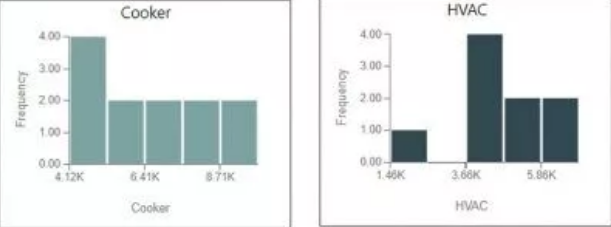 Cooker
4.00
3.00
2.00
1.00
0.00
Frequency
4.12K 6.41K 8.71K
Cooker
HVAC
4.00
3.00
2.00
1.00
0.00
Frequency
1.46K 3.66K 5.86K
HVAC